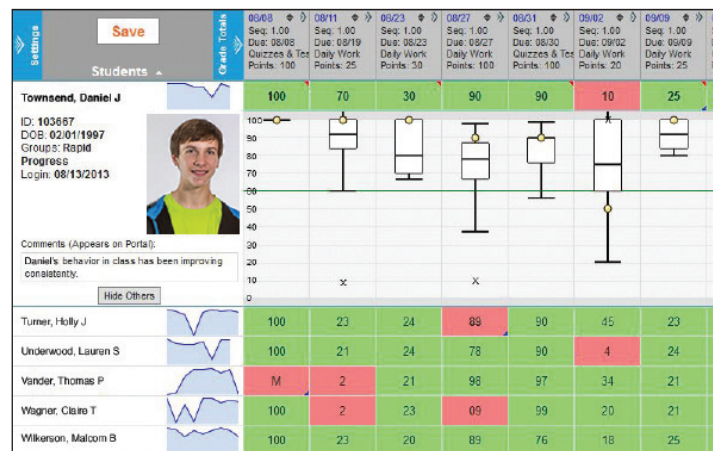 Settings
Save
Students
Grade Totals
08/08 08/11 08/23 08/27 08/31 09/02 09/09
Seq: 1.00 Seq: 1.00 Seq: 1.00 Seq: 1.00 Seq: 1.00 Seq: 1.00 Seq: 1.00
Due: 08/08 Due: 08/19 Due: 08/23 Due: 08/27 Due: 08/30 Due: 09/02 Due: 09/09
Quizzes & Tes Daily Work Daily Work Daily Work Quizzes & Tes Daily Work Daily Work
Points: 100 Points: 25 Points: 30 Points: 100 Points: 100 Points: 20 Points: 25
Townsend, Daniel J 100 70 30 90 90 10 25
ID: 103667
DOB: 02/01/1997
Groups: Rapid
Progress
Login: 08/13/2013
Comments (Appears on Portal):
Daniel's behavior in class has been improving
consistently.
Hide Others
100
90
80
70
60
50
40
30
20
10 x x
0
Turner, Holly J 100 23 24 89 90 45 23
Underwood, Lauren S 100 21 24 78 90 4 24
Vander, Thomas P M 2 21 98 97 34 21
Wagner, Claire T 100 2 23 09 99 20 21
Wilkerson, Malcom B 100 23 20 89 76 18 25